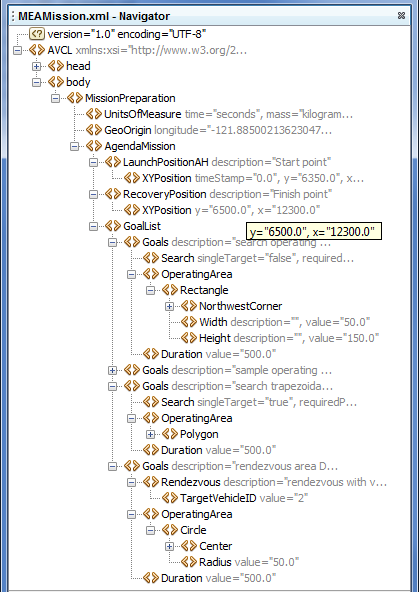 MEAMission.xml - Navigator
version="1.0" encoding="UTF-8"
AVCL xmlns:xsi="http://www.w3.org/2...
head
body
MissionPreparation
UnitsOfMeasure time="seconds", mass="kilogram...
GeoOrigin longitude="-121.88500213623047...
AgendaMission
LaunchPositionAH description="Start point"
XYPosition timeStamp="0.0", y="6350.0", x...
RecoveryPosition description="Finish point"
XYPosition y="6500.0", x="12300.0"
GoalList
y="6500.0", x="12300.0"
Goals description="search operating ...
Search singleTarget="false", required...
OperatingArea
Rectangle
NorthwestCorner
Width description="", value="50.0"
Height description="", value="150.0"
Duration value="500.0"
Goals description="sample operating ...
Goals description="search trapezoida...
Search singleTarget="true", requiredP...
OperatingArea
Polygon
Duration value="500.0"
Goals description="rendezvous area D...
Rendezvous description="rendezvous with v...
TargetVehicleID value="2"
OperatingArea
Circle
Center
Radius value="50.0"
Duration value="500.0"